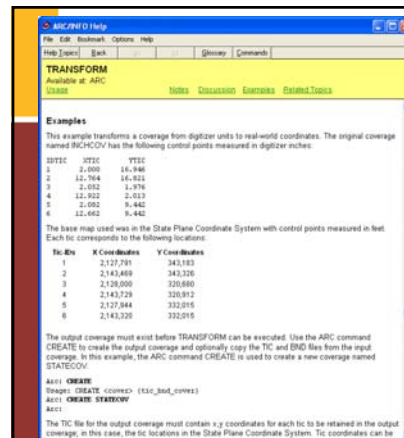 ARC/INFO Help
File Edit Bookmark Options Help
Help Topics Back Glossary Commands
TRANSFORM
Available at: ARC
Usage Notes Discussion Examples Related Topics
Examples
This example transforms a coverage from digitizer units to real-world coordinates. The original coverage
named INCHCOV has the following control points measured in digitizer inches:
IDTIC XTIC YTIC
1 2.000 16.946
2 12.764 16.821
3 2.052 1.976
4 12.922 2.013
5 2.082 9.442
6 12.662 9.442
The base map used was in the State Plane Coordinate System with control points measured in feet.
Each tic corresponds to the following locations:
Tic-IDs X Coordinates Y Coordinates
1 2,127,791 343,183
2 2,143,469 343,326
3 2,128,000 320,680
4 2,143,729 320,912
5 2,127,944 332,015
6 2,143,320 332,015
The output coverage must exist before TRANSFORM can be executed. Use the ARC command
CREATE to create the output coverage and optionally copy the TIC and BND files from the input
coverage. In this example, the ARC command CREATE is used to create a new coverage named
STATECOV.
Arc: CREATE
Usage: CREATE <cover> {tic_bnd_cover}
Arc: CREATE STATECOV
Arc:
The TIC file for the output coverage must contain x,y coordinates for each tic to be retained in the output
coverage; in this case, the tic locations in the State Plane Coordinate System. Tic coordinates can be